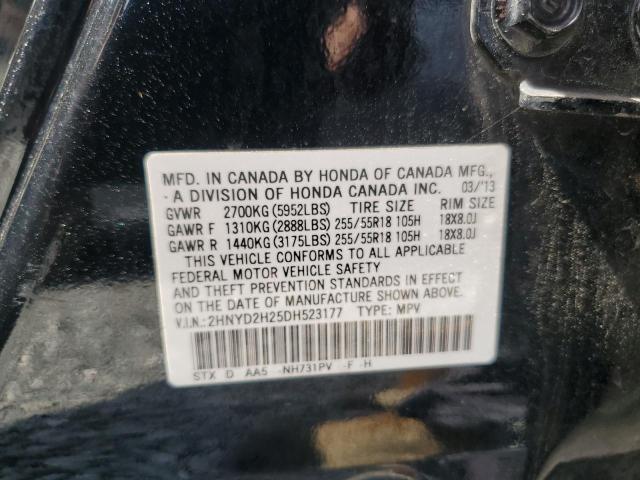 MFD. IN CANADA BY HONDA OF CANADA MFG.,
A DIVISION OF HONDA CANADA INC. 03/'13
GVWR 2700KG (5952LBS) TIRE SIZE RIM SIZE
GAWR F 1310KG (2888LBS) 255/55R18 105H 18X8.0J
GAWR R 1440KG (3175LBS) 255/55R18 105H 18X8.0J
THIS VEHICLE CONFORMS TO ALL APPLICABLE
FEDERAL MOTOR VEHICLE SAFETY
AND THEFT PREVENTION STANDARDS IN EFFECT
ON THE DATE OF MANUFACTURE SHOWN ABOVE.
V.I.N.:2HNYD2H25DH523177 TYPE: MPV
STX D AA5 -NH731PV -F -H